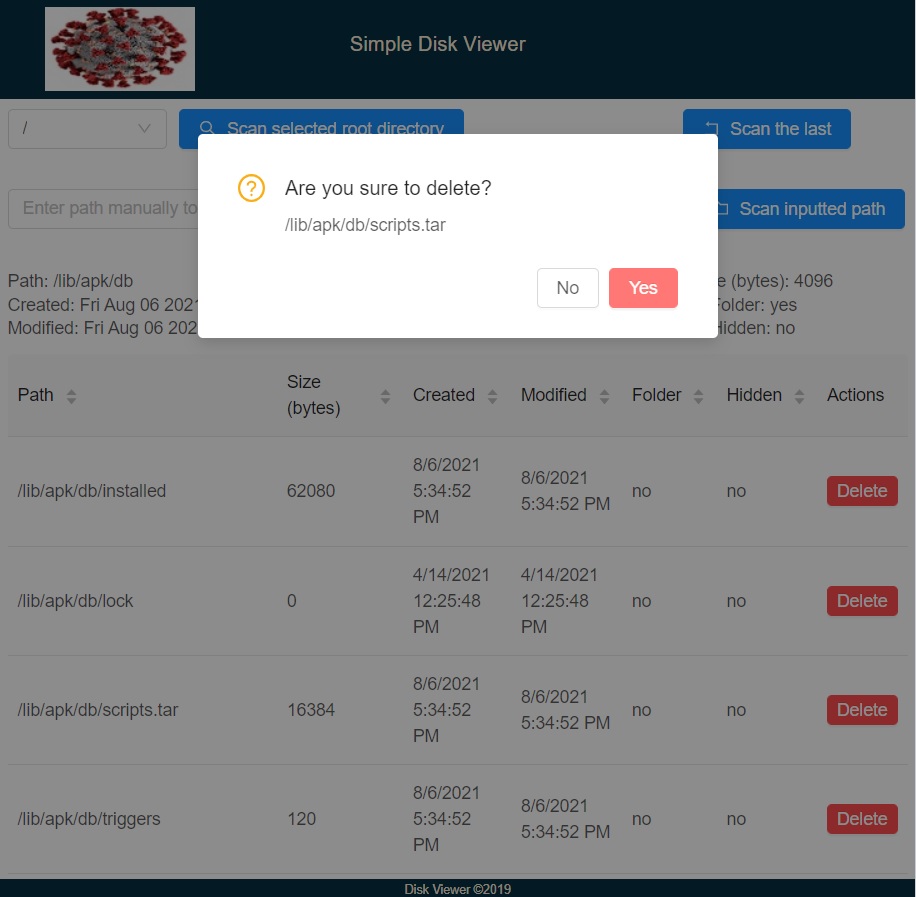 Simple Disk Viewer
/
Scan selected root directory
Scan the last
Enter path manually to
Scan inputted path
Are you sure to delete?
/lib/apk/db/scripts.tar
No
Yes
Path: /lib/apk/db
(bytes): 4096
Created: Fri Aug 06
Folder: yes
Modified: Fri Aug 06
Hidden: no
Path
Size
(bytes)
Created
Modified
Folder
Hidden
Actions
/lib/apk/db/installed
62080
8/6/2021
5:34:52
PM
8/6/2021
5:34:52 PM
no
no
Delete
/lib/apk/db/lock
0
4/14/2021
12:25:48
PM
4/14/2021
12:25:48
PM
no
no
Delete
/lib/apk/db/scripts.tar
16384
8/6/2021
5:34:52
PM
8/6/2021
5:34:52 PM
no
no
Delete
/lib/apk/db/triggers
120
8/6/2021
5:34:52
PM
8/6/2021
5:34:52 PM
no
no
Delete
Disk Viewer ©2019